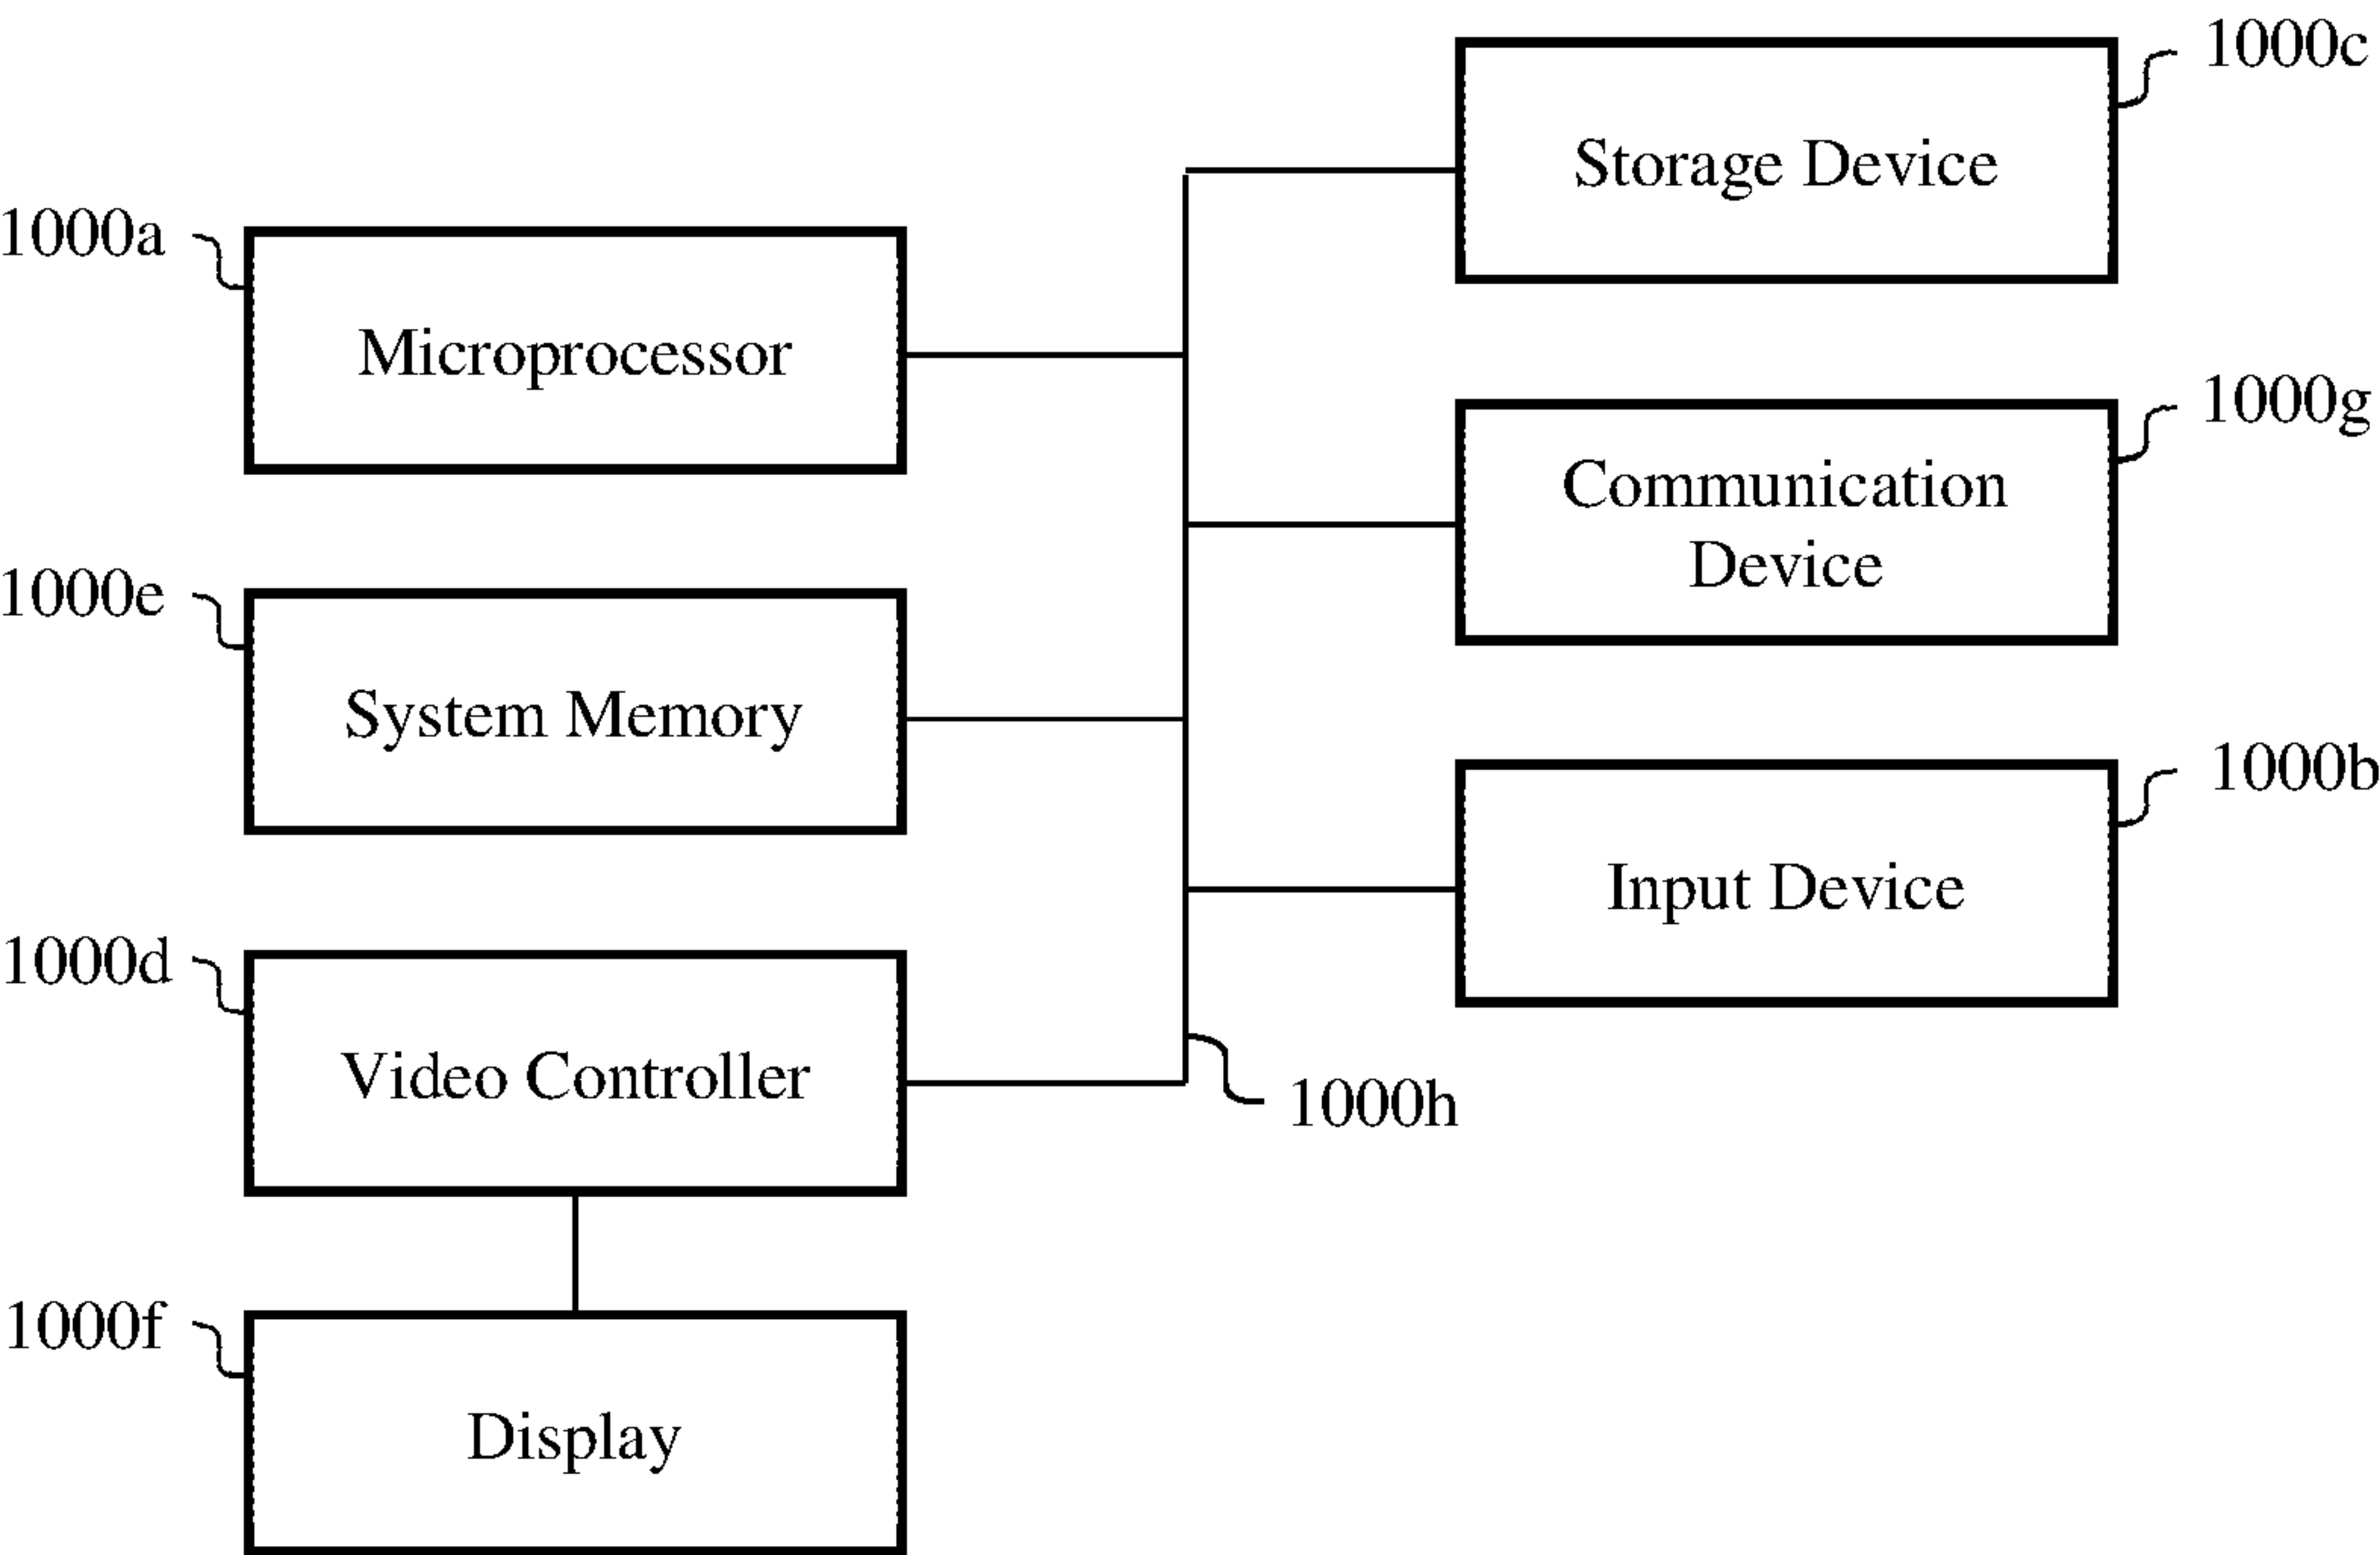 1000c
Storage Device
1000a
Microprocessor
1000g
Communication
Device
1000e
System Memory
1000b
Input Device
1000d
Video Controller
1000h
1000f
Display